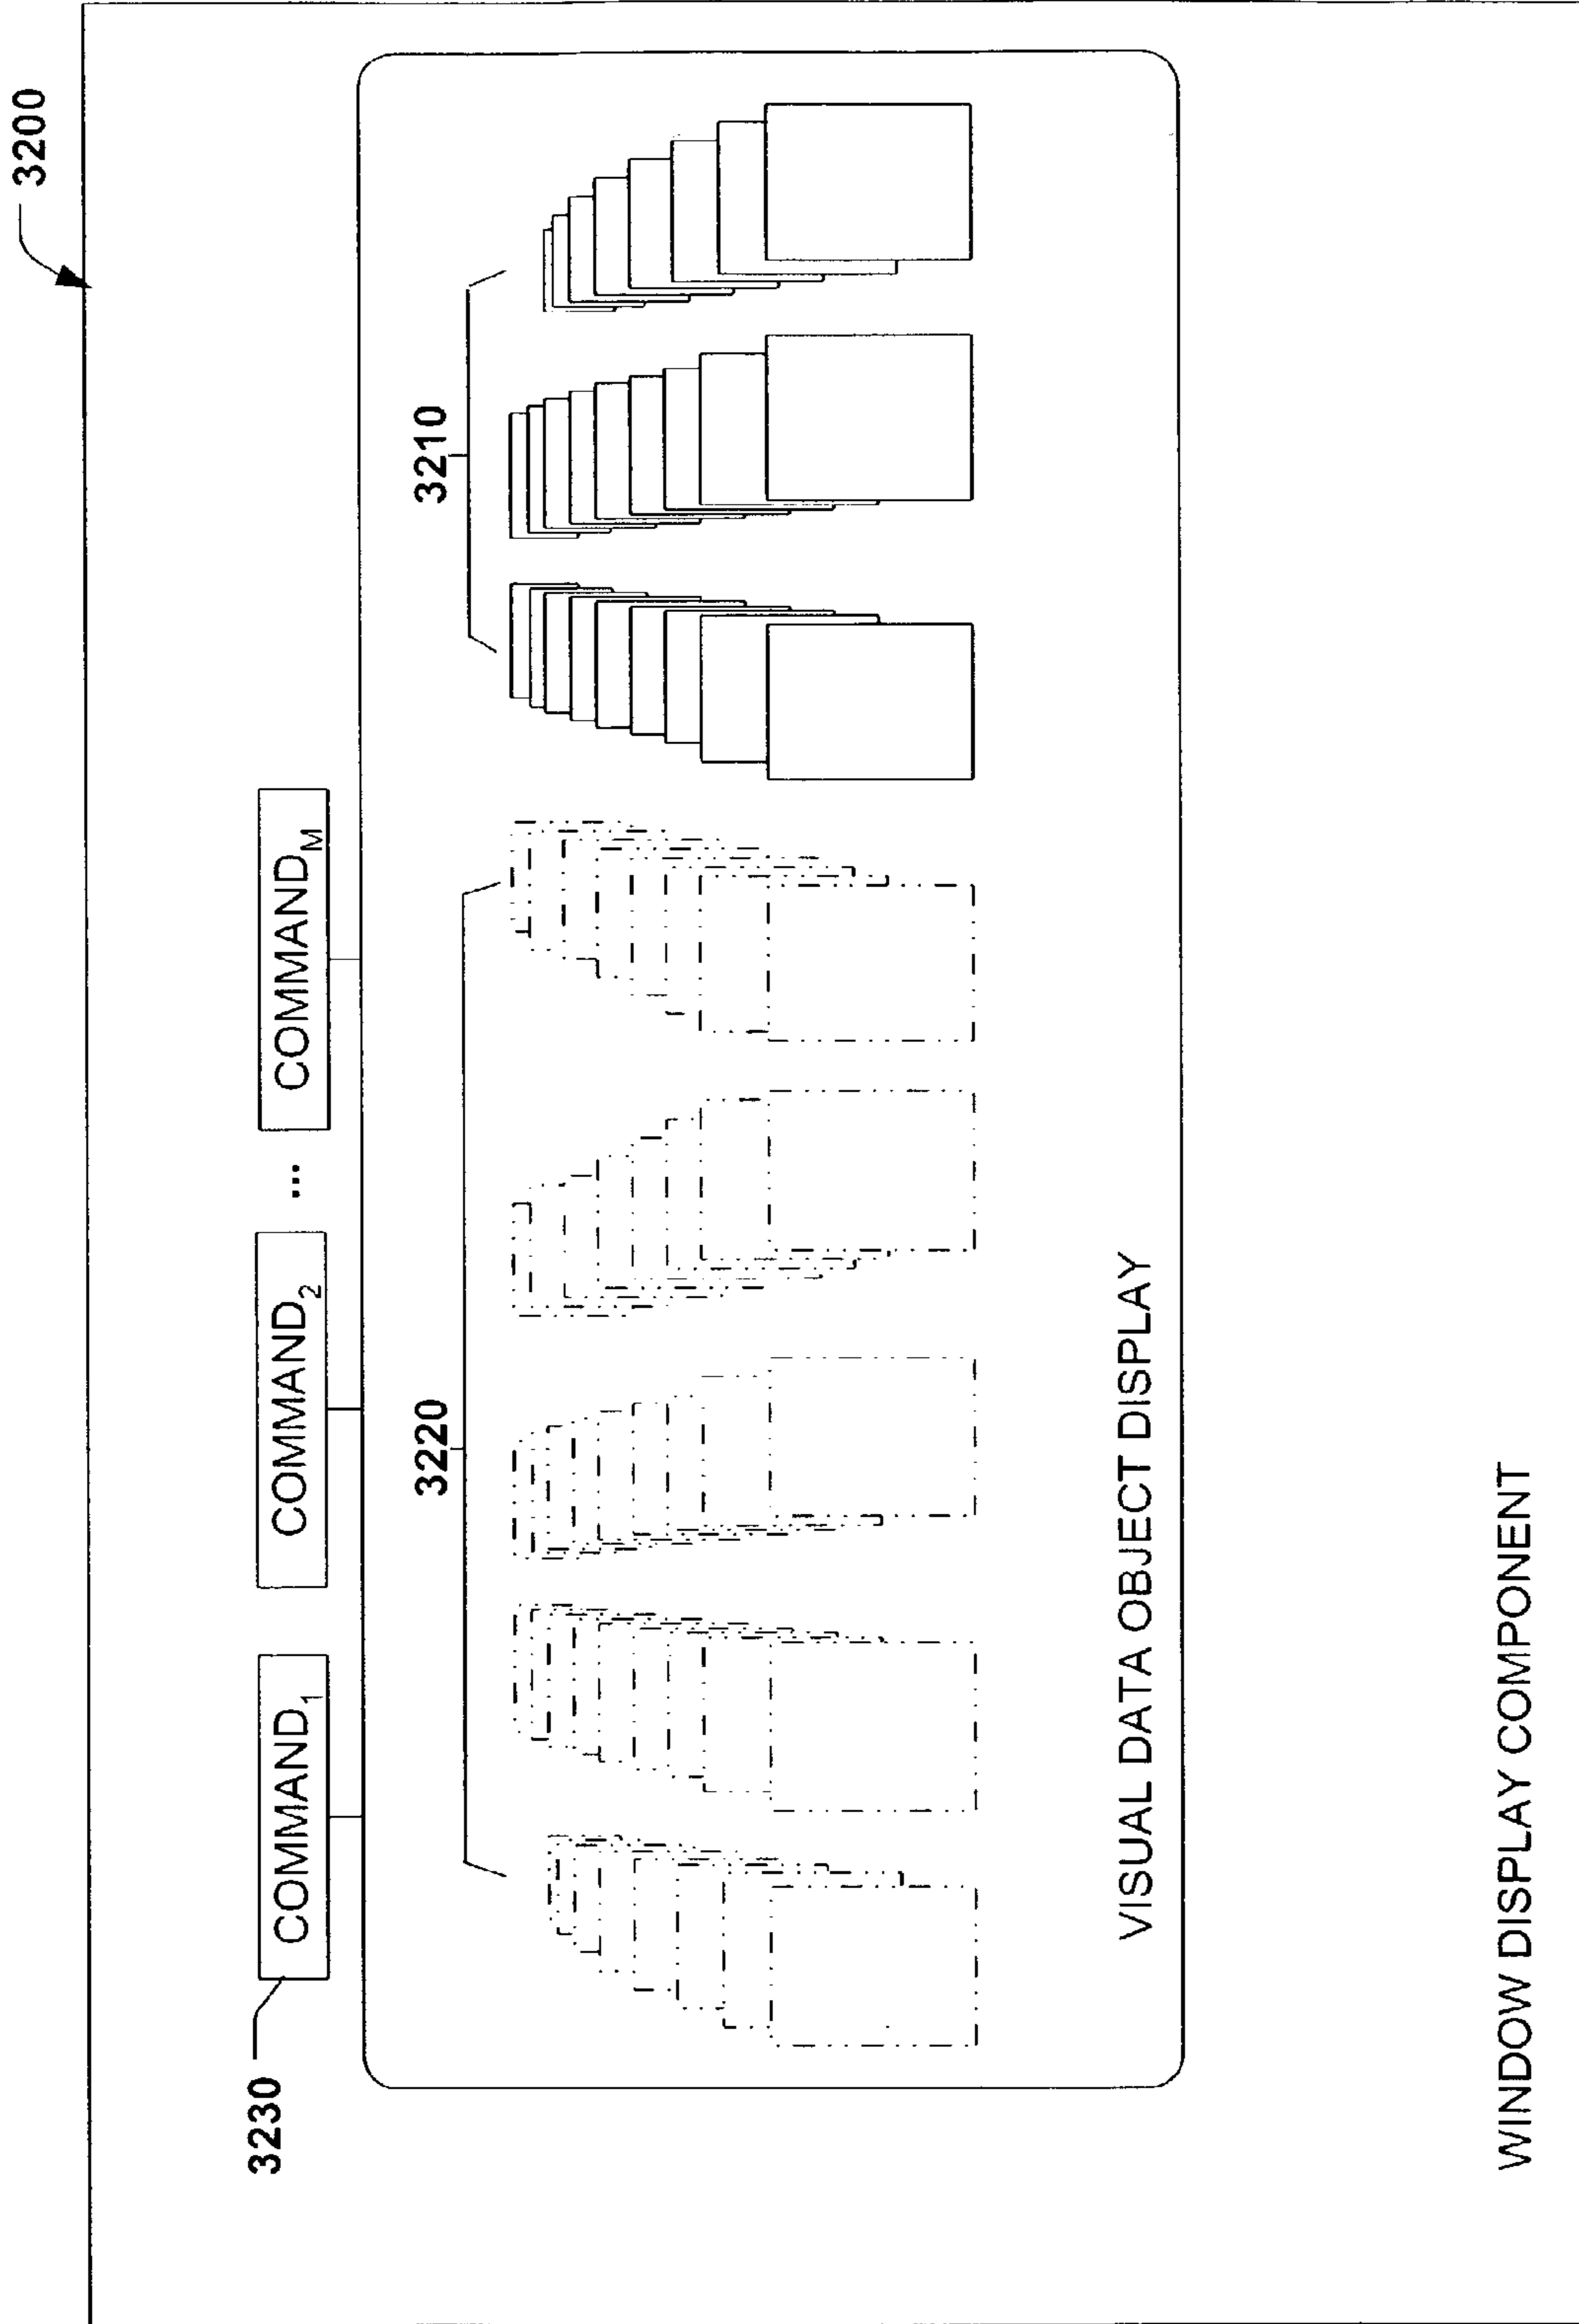 3200
3230
COMMAND1
COMMAND2
...
COMMANDM
3220
3210
VISUAL DATA OBJECT DISPLAY
WINDOW DISPLAY COMPONENT